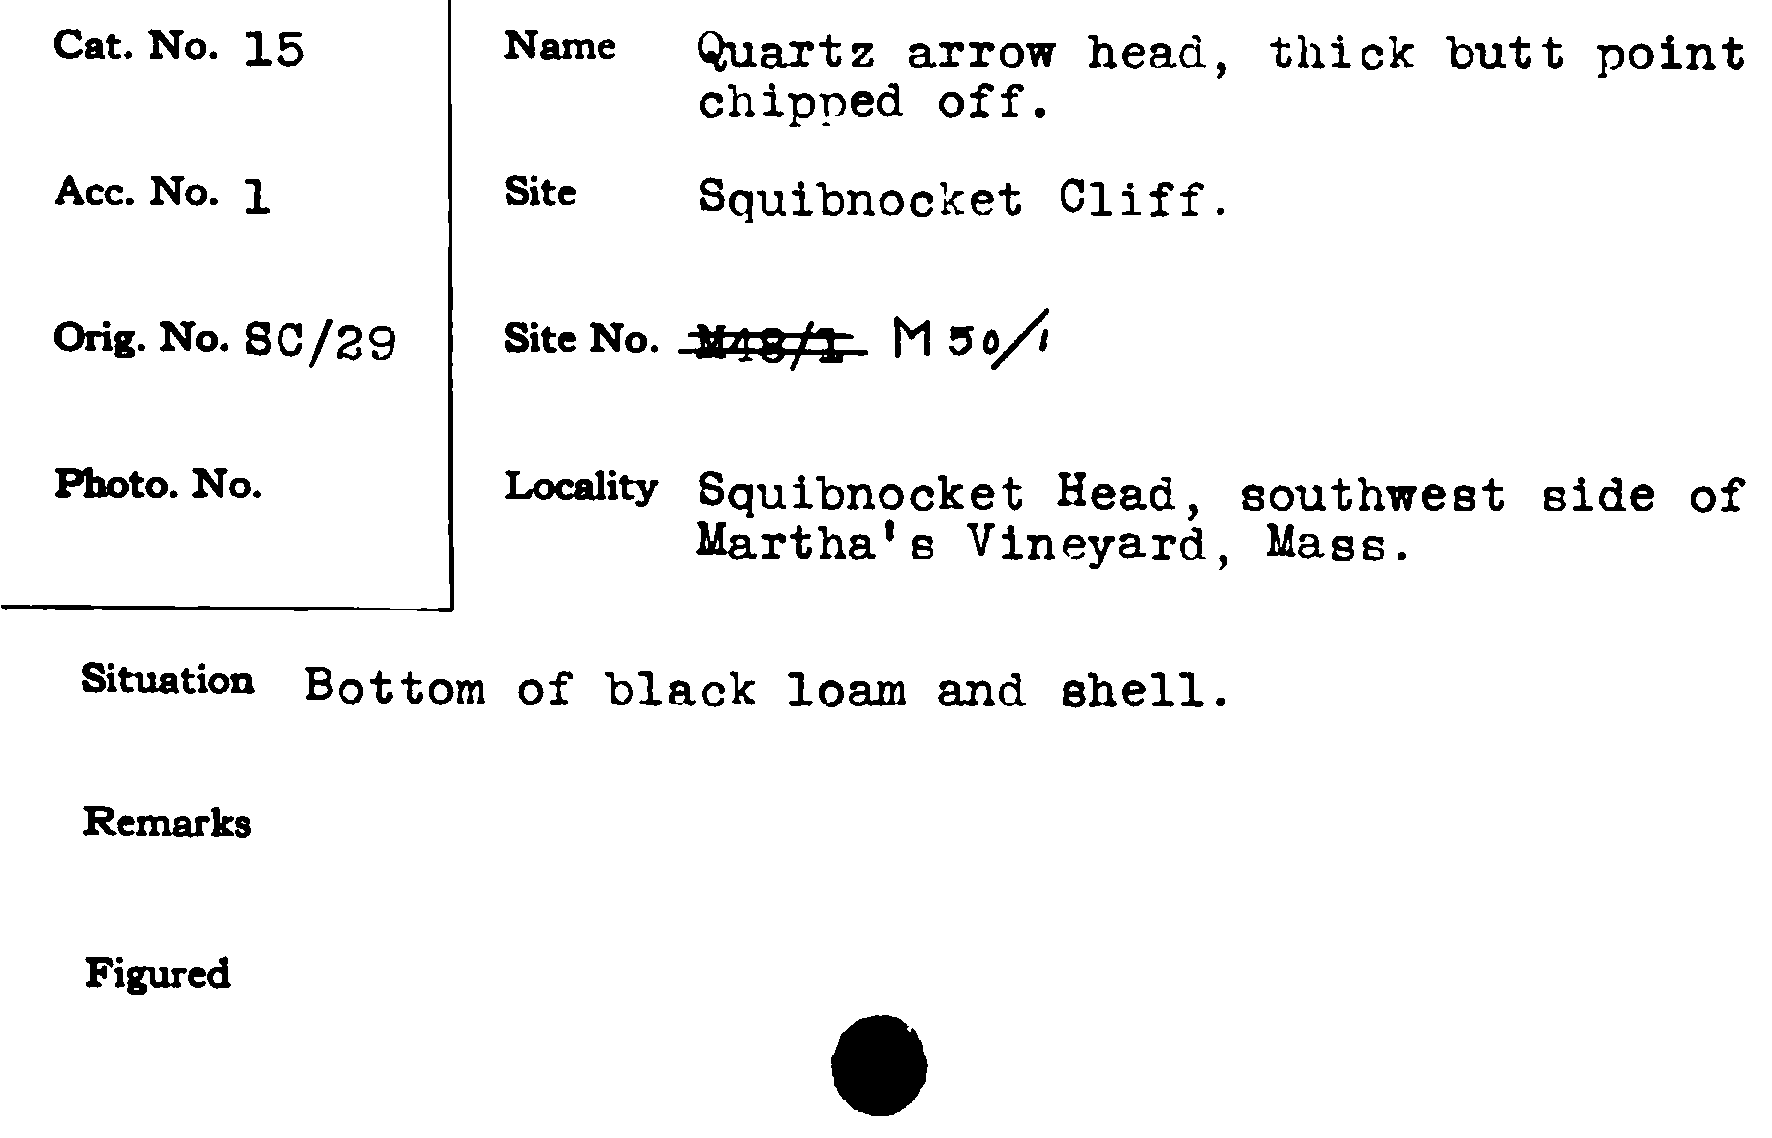 Cat. No. 15
Name Quartz arrow head, thick butt point
chipped off.
Acc. No. 1
Site Squibnocket Cliff.
Orig. No. SC/29
Site No. M48/1 M50/1
Photo. No.
Locality Squibnocket Head, southwest side of
Martha's Vineyard, Mass.
Situation Bottom of black loam and shell.
Remarks
Figured